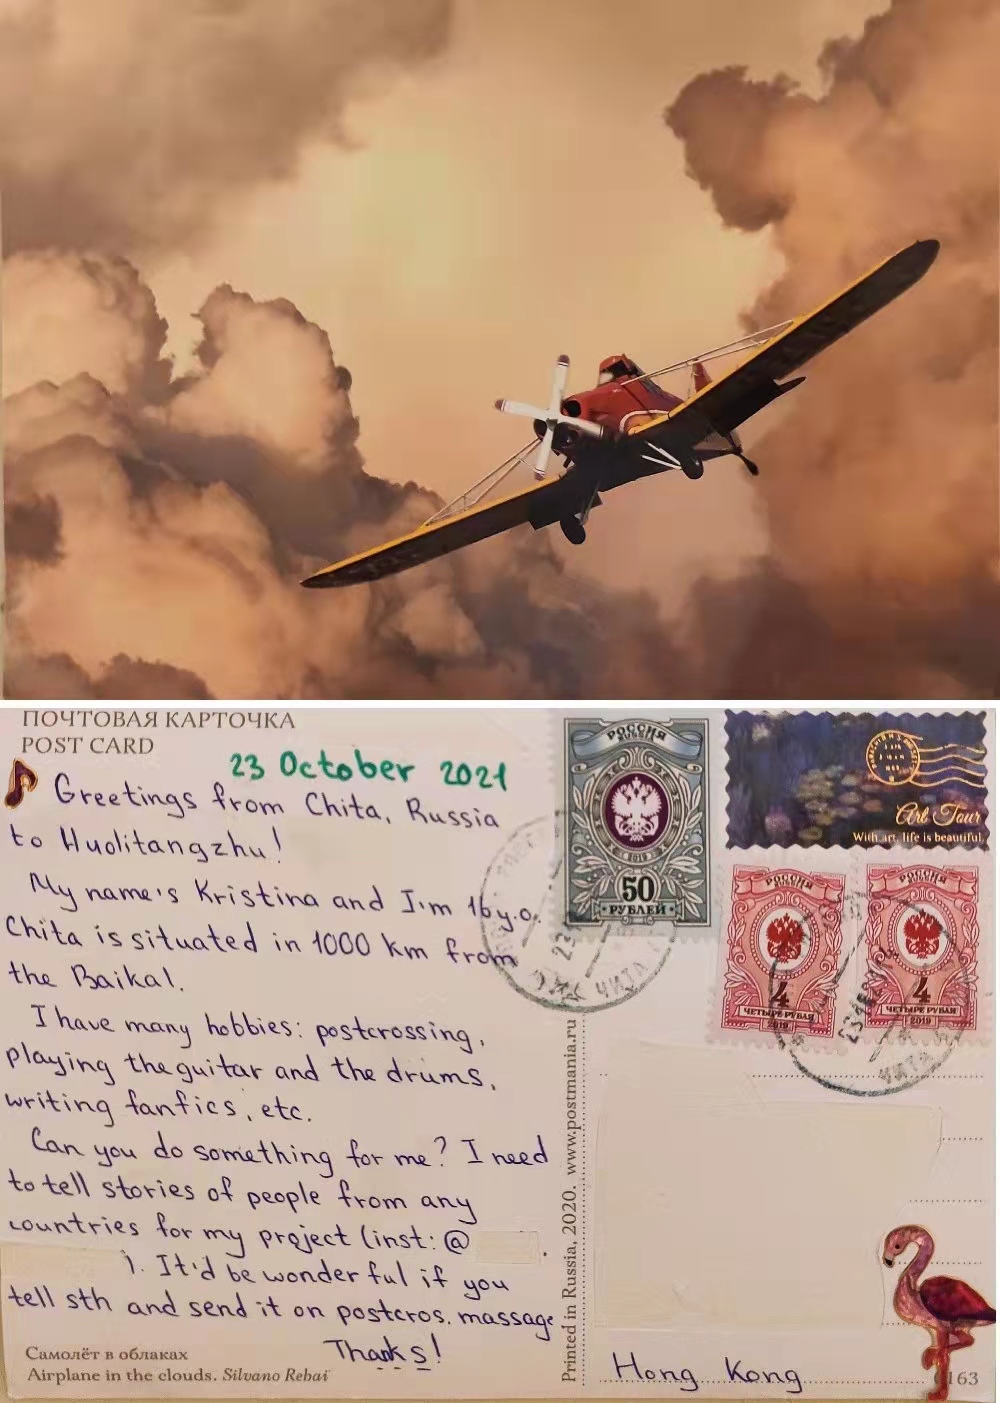 ПОЧТОВАЯ КАРТОЧКА
POST CARD
23 October 2021
Greetings from Chita, Russia
to Huolitangzhu!
My name's Kristina and I'm 16 y.o.
Chita is situated in 1000 km from
the Baikal.
I have many hobbies: postcrossing,
playing the guitar and the drums,
writing fanfics, etc.
Can you do something for me? I need
to tell stories of people from any
countries for my project (inst: @
). It'd be wonderful if you
tell sth and send it on postcros. massage
Thanks!
Самолёт в облаках
Airplane in the clouds. Silvano Rebai
Printed in Russia, 2020. www.postmania.ru
РОССИЯ
ROSSIJA
2019
50
РУБЛЕЙ
Art Tour
With art, life is beautiful.
РОССИЯ
ROSSIJA
4
ЧЕТЫРЕ РУБЛЯ
2019
РОССИЯ
ROSSIJA
4
ЧЕТЫРЕ РУБЛЯ
2019
ЧИТА
ЧИТА
Hong Kong
163